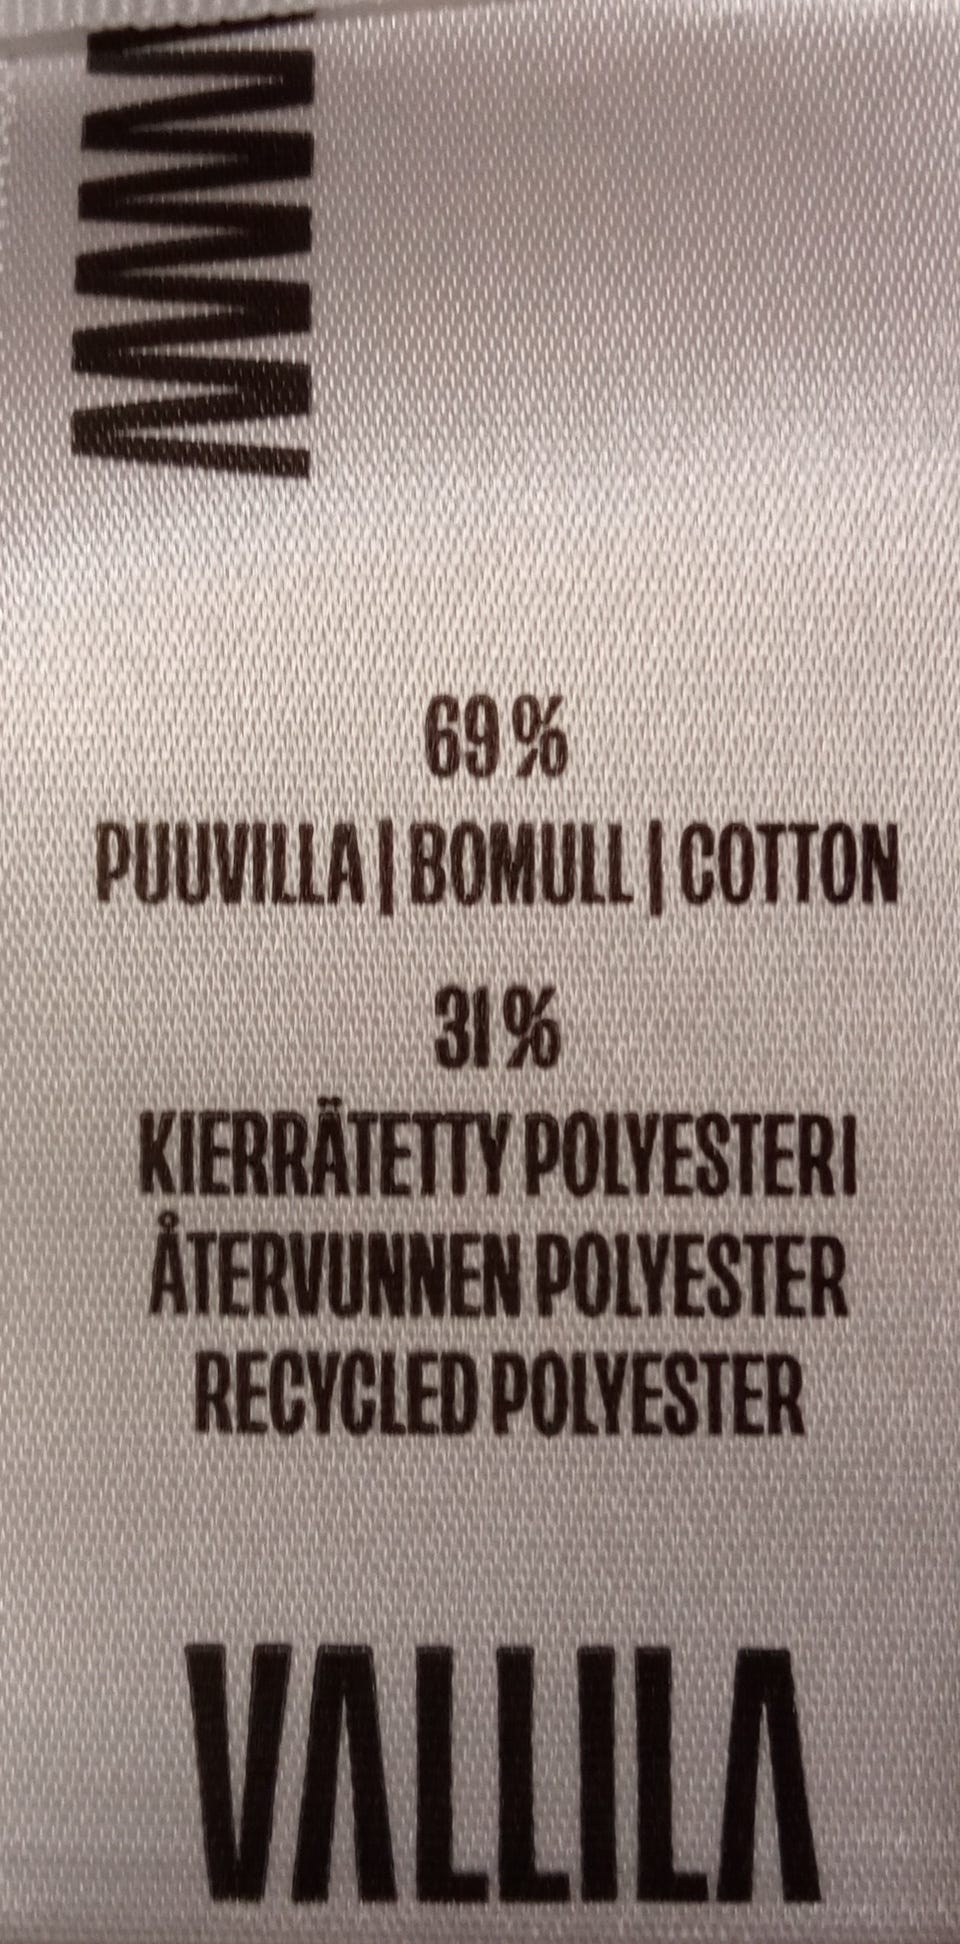 69%
PUUVILLA | BOMULL | COTTON
31%
KIERRÄTETTY POLYESTERI
ÅTERVUNNEN POLYESTER
RECYCLED POLYESTER
VALLILA